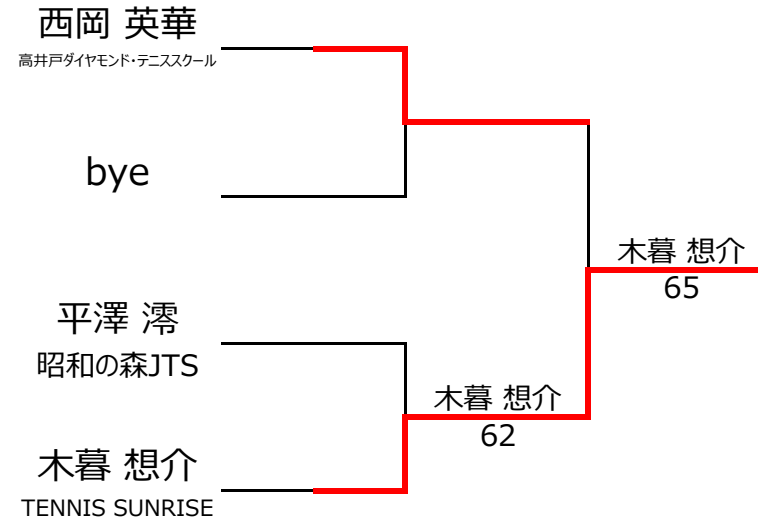 西岡 英華
高井戸ダイヤモンド・テニススクール
bye
木暮 想介
65
平澤 澪
昭和の森JTS
木暮 想介
62
木暮 想介
TENNIS SUNRISE